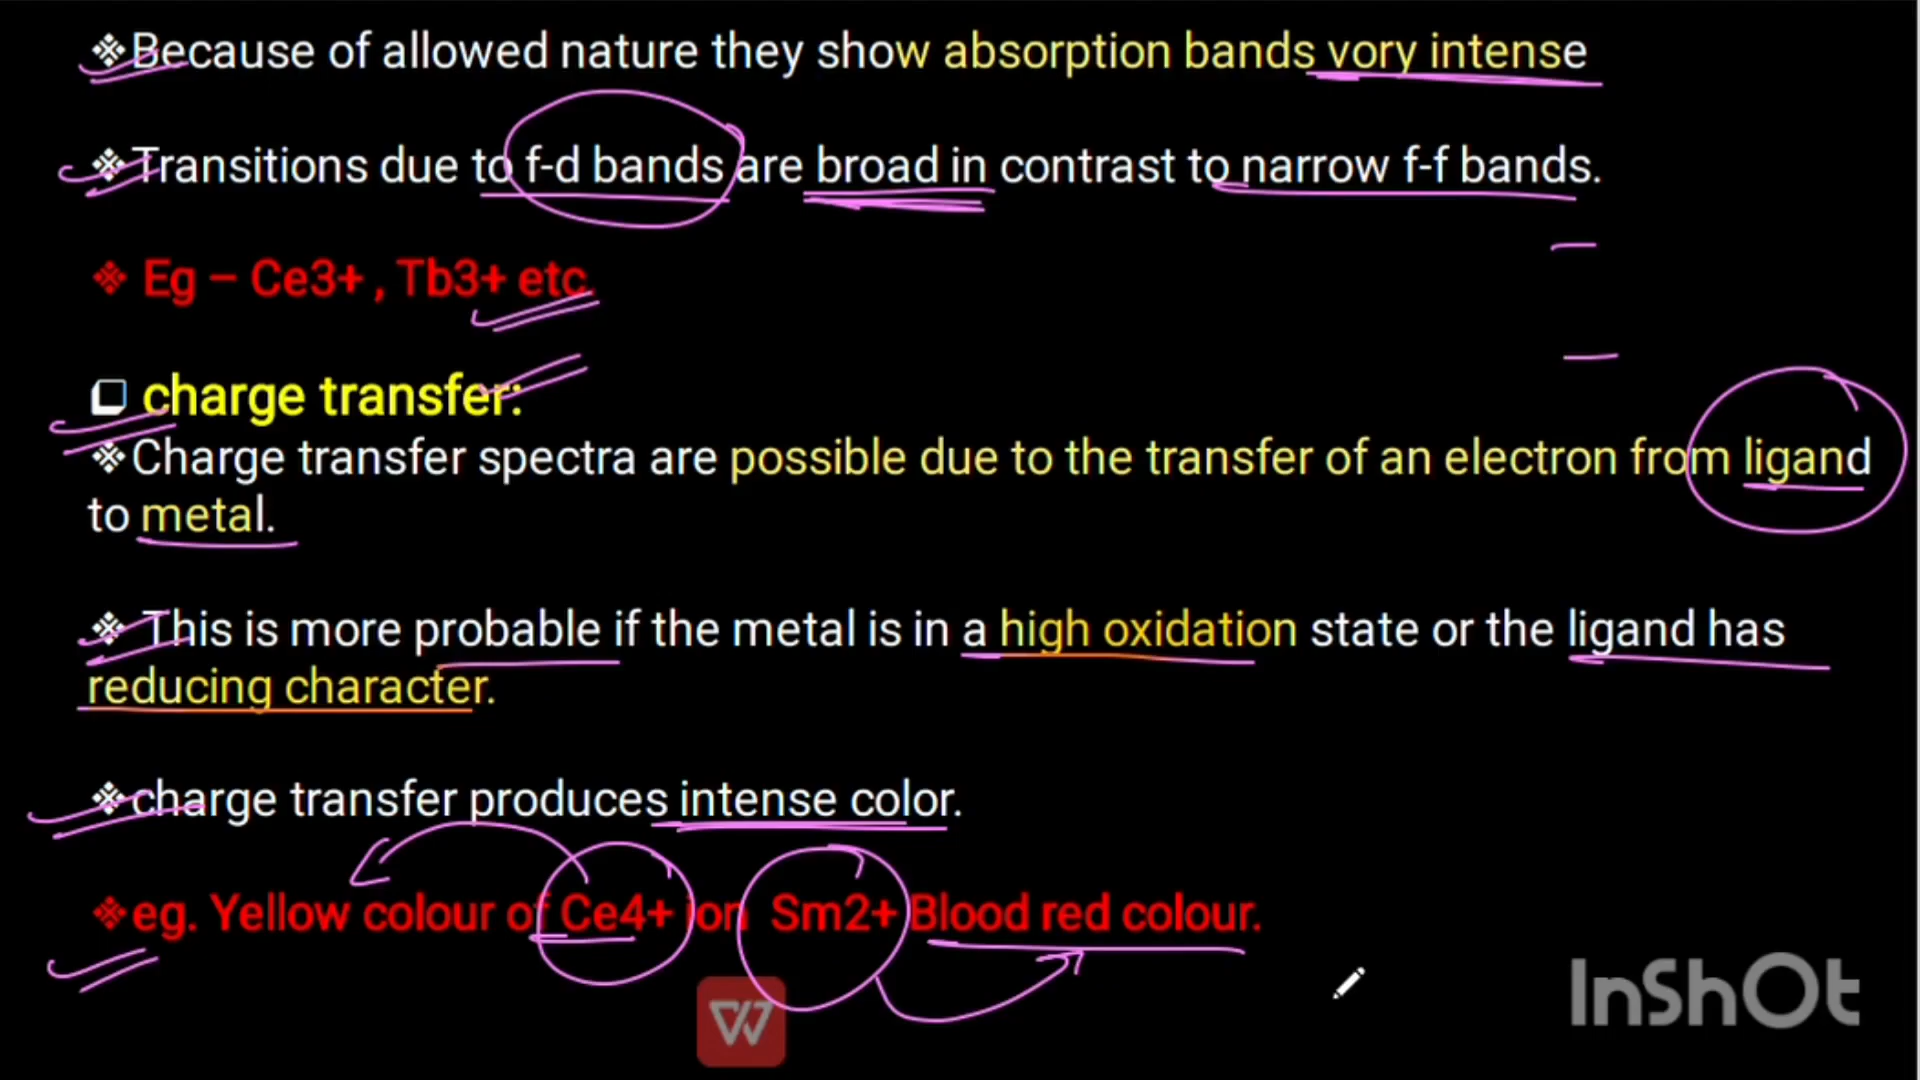 Because of allowed nature they show absorption bands vory intense
Transitions due to f-d bands are broad in contrast to narrow f-f bands.
Eg – Ce3+ , Tb3+ etc.
charge transfer:
Charge transfer spectra are possible due to the transfer of an electron from ligand
to metal.
This is more probable if the metal is in a high oxidation state or the ligand has
reducing character.
charge transfer produces intense color.
eg. Yellow colour of Ce4+ ion Sm2+ Blood red colour.
W
InShOt